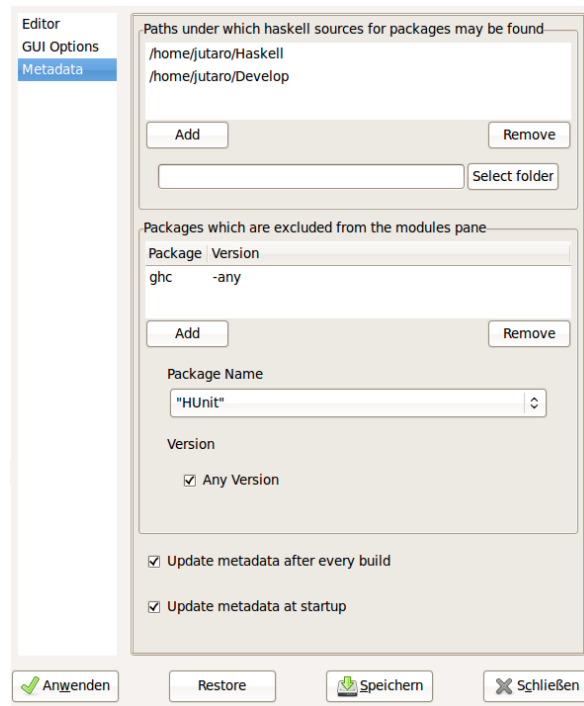 Editor
GUI Options
Metadata
Paths under which haskell sources for packages may be found
/home/jutaro/Haskell
/home/jutaro/Develop
Add
Remove
Select folder
Packages which are excluded from the modules pane
Package Version
ghc -any
Add
Remove
Package Name
"HUnit"
Version
Any Version
Update metadata after every build
Update metadata at startup
Anwenden
Restore
Speichern
Schließen